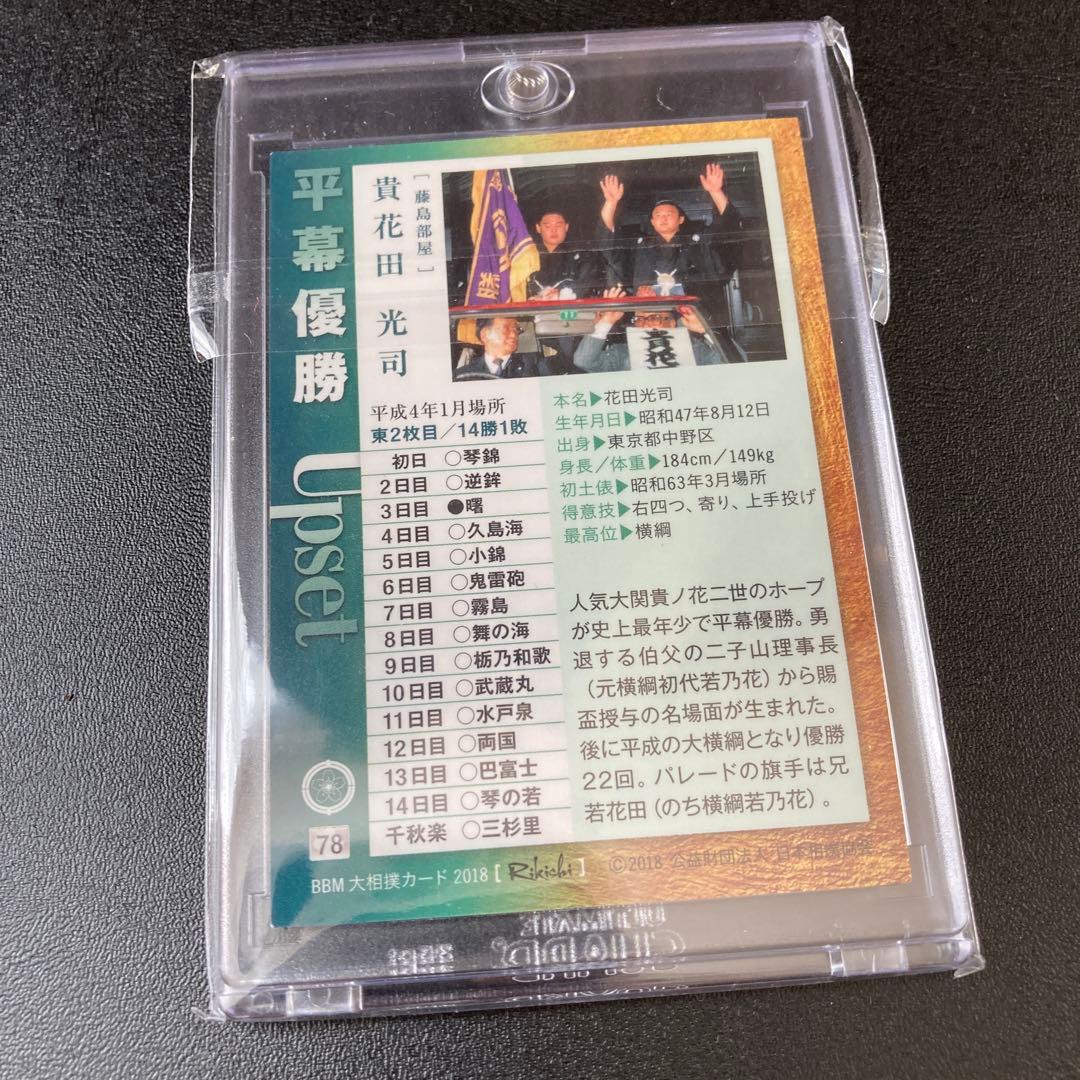 平幕優勝 Upset
貴花田 光司
[藤島部屋]
貴花
平成4年1月場所
東2枚目/14勝1敗
初日 ○琴錦
2日目 ○逆鉾
3日目 ●曙
4日目 ○久島海
5日目 ○小錦
6日目 ○鬼雷砲
7日目 ○霧島
8日目 ○舞の海
9日目 ○栃乃和歌
10日目 ○武蔵丸
11日目 ○水戸泉
12日目 ○両国
13日目 ○巴富士
14日目 ○琴の若
千秋楽 ○三杉里
本名▶花田光司
生年月日▶昭和47年8月12日
出身▶東京都中野区
身長/体重▶184cm/149kg
初土俵▶昭和63年3月場所
得意技▶右四つ、寄り、上手投げ
最高位▶横綱
人気大関貴ノ花二世のホープ
が史上最年少で平幕優勝。勇
退する伯父の二子山理事長
(元横綱初代若乃花)から賜
盃授与の名場面が生まれた。
後に平成の大横綱となり優勝
22回。パレードの旗手は兄
若花田(のち横綱若乃花)。
78
BBM 大相撲カード 2018 [Rikichi] ©2018 公益財団法人 日本相撲協会